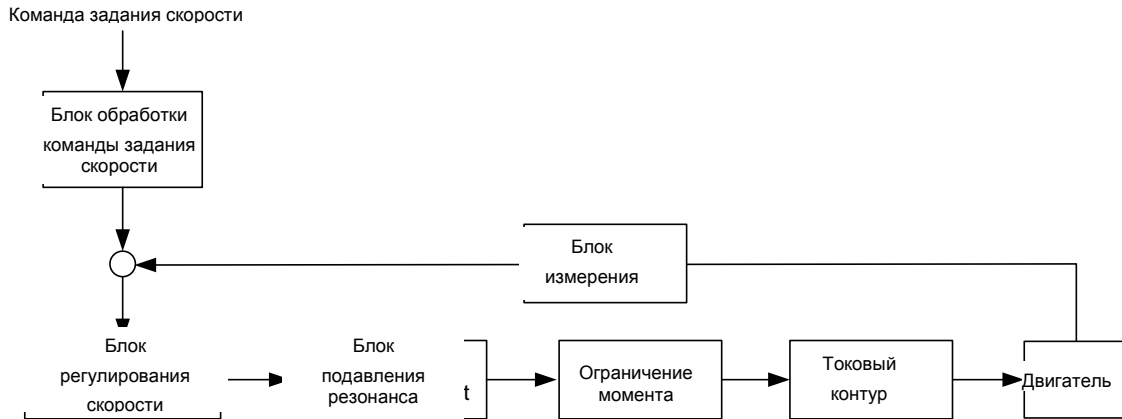 Команда задания скорости
Блок обработки
команды задания
скорости
Блок
измерения
Блок
регулирования
скорости
Блок
подавления
резонанса
t
Ограничение
момента
Токовый
контур
Двигатель